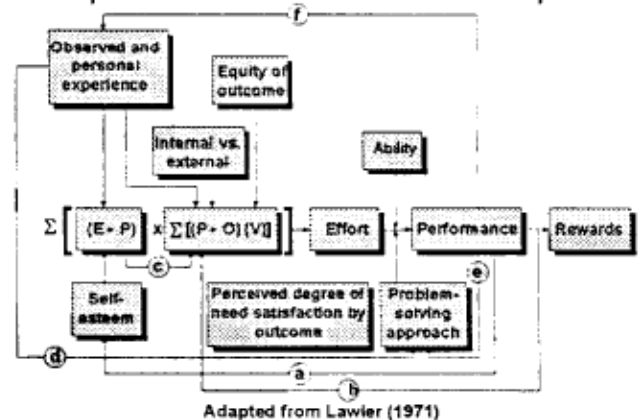 f
Observed and
personal
experience
Equity of
outcome
Internal vs.
external
Ability
Σ [ (E - P) x Σ [(P - O) (V)] ]
Effort
Performance
Rewards
c
e
Self-
esteem
Perceived degree of
need satisfaction by
outcome
Problem-
solving
approach
d
a
b
Adapted from Lawler (1971)